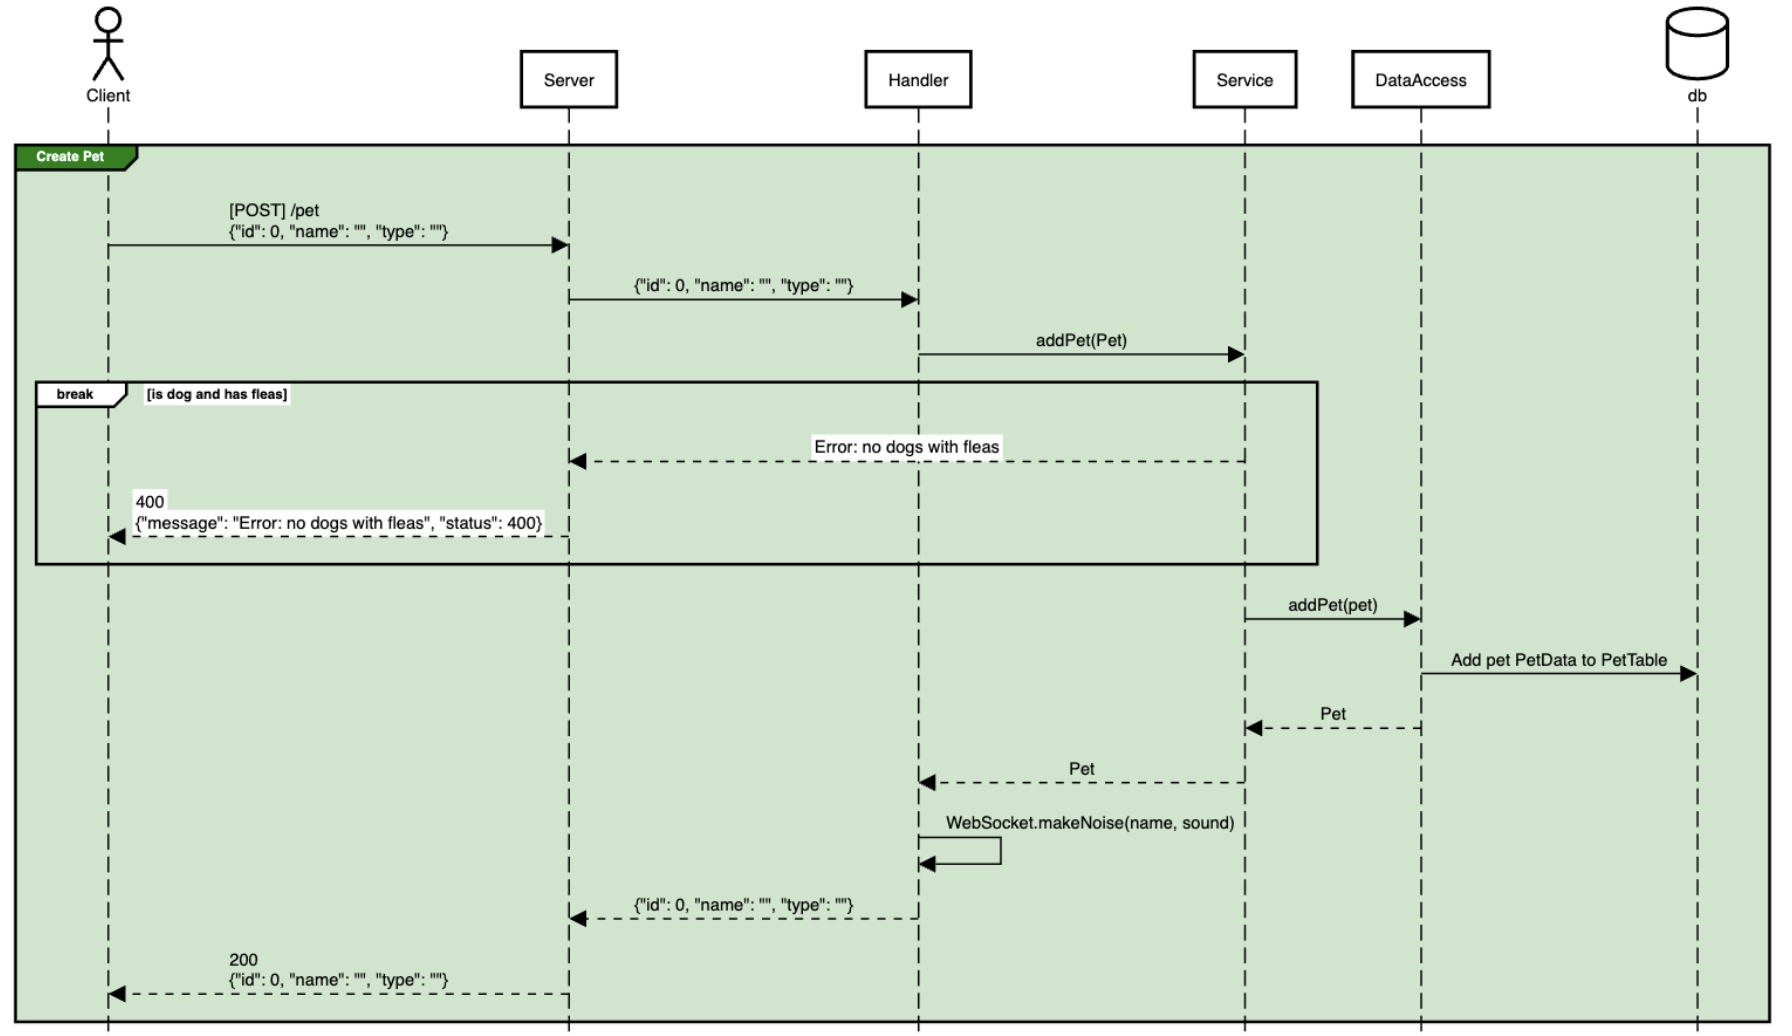 Client
Server
Handler
Service
DataAccess
db
Create Pet
[POST] /pet
{"id": 0, "name": "", "type": ""}
{"id": 0, "name": "", "type": ""}
addPet(Pet)
break
[is dog and has fleas]
Error: no dogs with fleas
400
{"message": "Error: no dogs with fleas", "status": 400}
addPet(pet)
Add pet PetData to PetTable
Pet
Pet
WebSocket.makeNoise(name, sound)
{"id": 0, "name": "", "type": ""}
200
{"id": 0, "name": "", "type": ""}